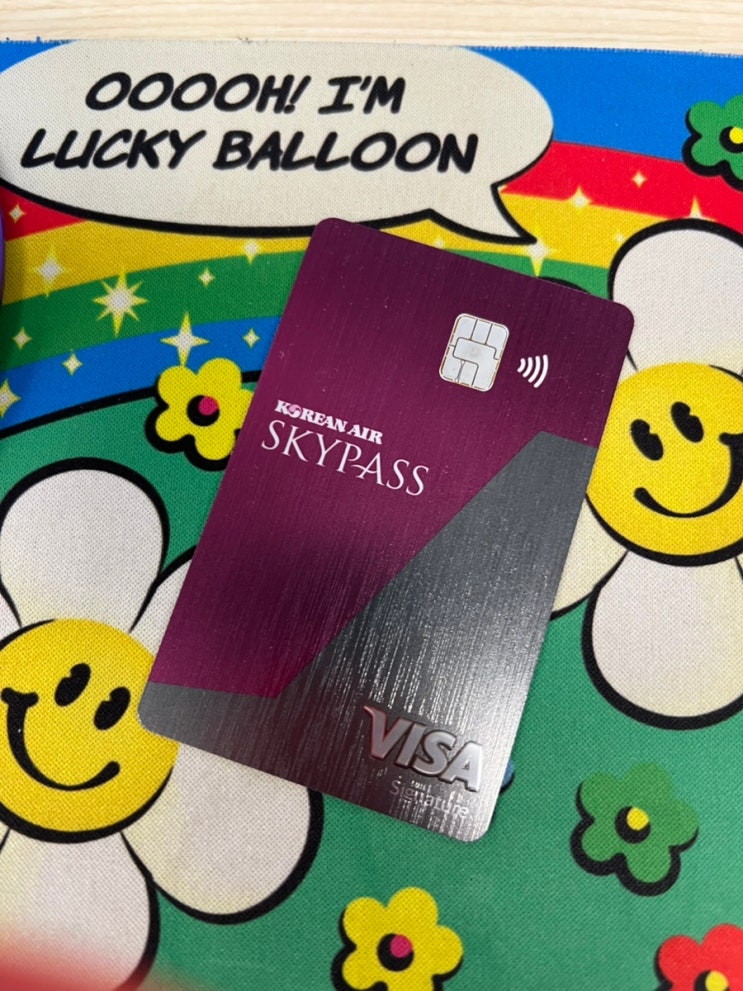 OOOOH! I'M
LUCKY BALLOON
KOREAN AIR
SKYPASS
VISA
Signature